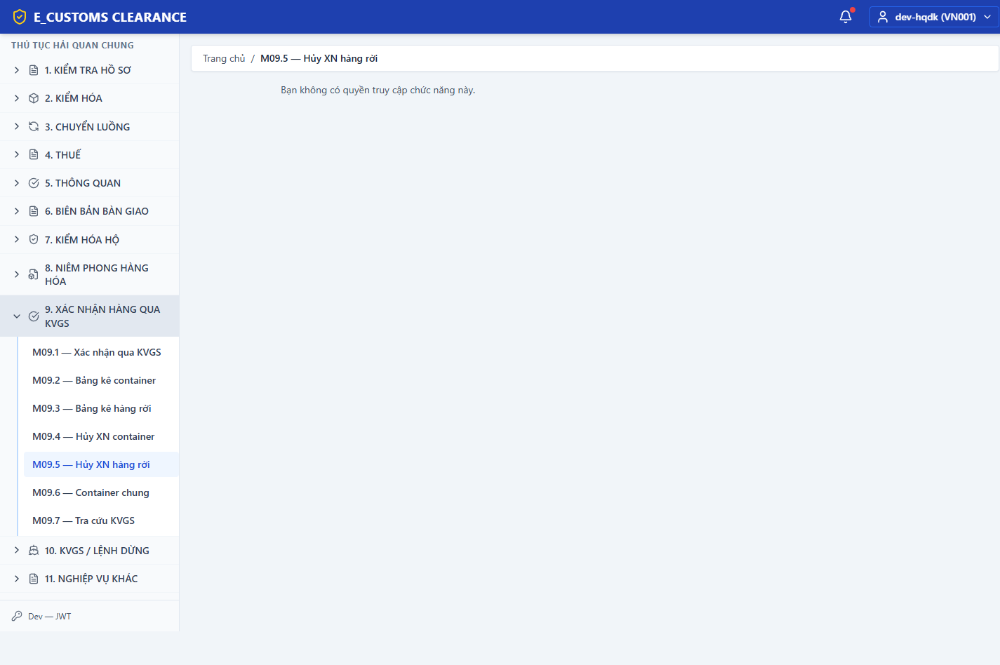 E_CUSTOMS CLEARANCE
dev-hqdk (VN001)
THỦ TỤC HẢI QUAN CHUNG
1. KIỂM TRA HỒ SƠ
2. KIỂM HÓA
3. CHUYỂN LUỒNG
4. THUẾ
5. THÔNG QUAN
6. BIÊN BẢN BÀN GIAO
7. KIỂM HÓA HỘ
8. NIÊM PHONG HÀNG
HÓA
9. XÁC NHẬN HÀNG QUA
KVGS
M09.1 — Xác nhận qua KVGS
M09.2 — Bảng kê container
M09.3 — Bảng kê hàng rời
M09.4 — Hủy XN container
M09.5 — Hủy XN hàng rời
M09.6 — Container chung
M09.7 — Tra cứu KVGS
10. KVGS / LỆNH DỪNG
11. NGHIỆP VỤ KHÁC
Dev — JWT
Trang chủ / M09.5 — Hủy XN hàng rời
Bạn không có quyền truy cập chức năng này.